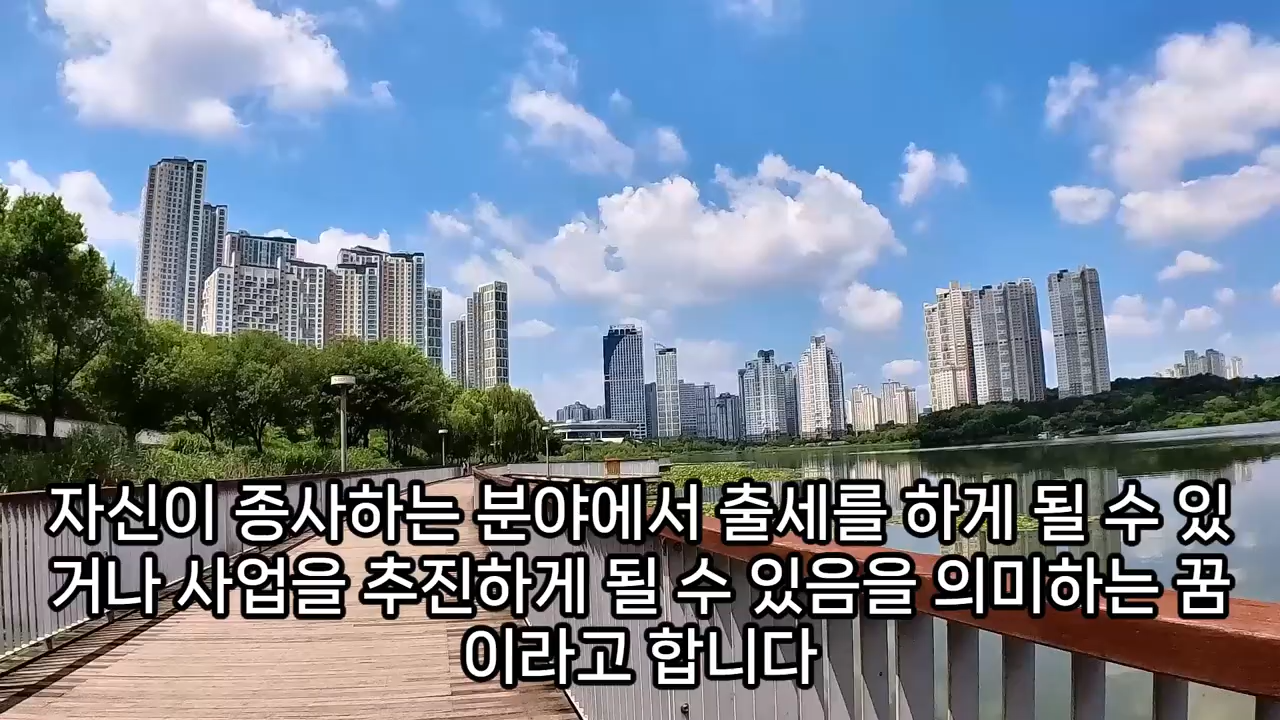 자신이 종사하는 분야에서 출세를 하게 될 수 있
거나 사업을 추진하게 될 수 있음을 의미하는 꿈
이라고 합니다